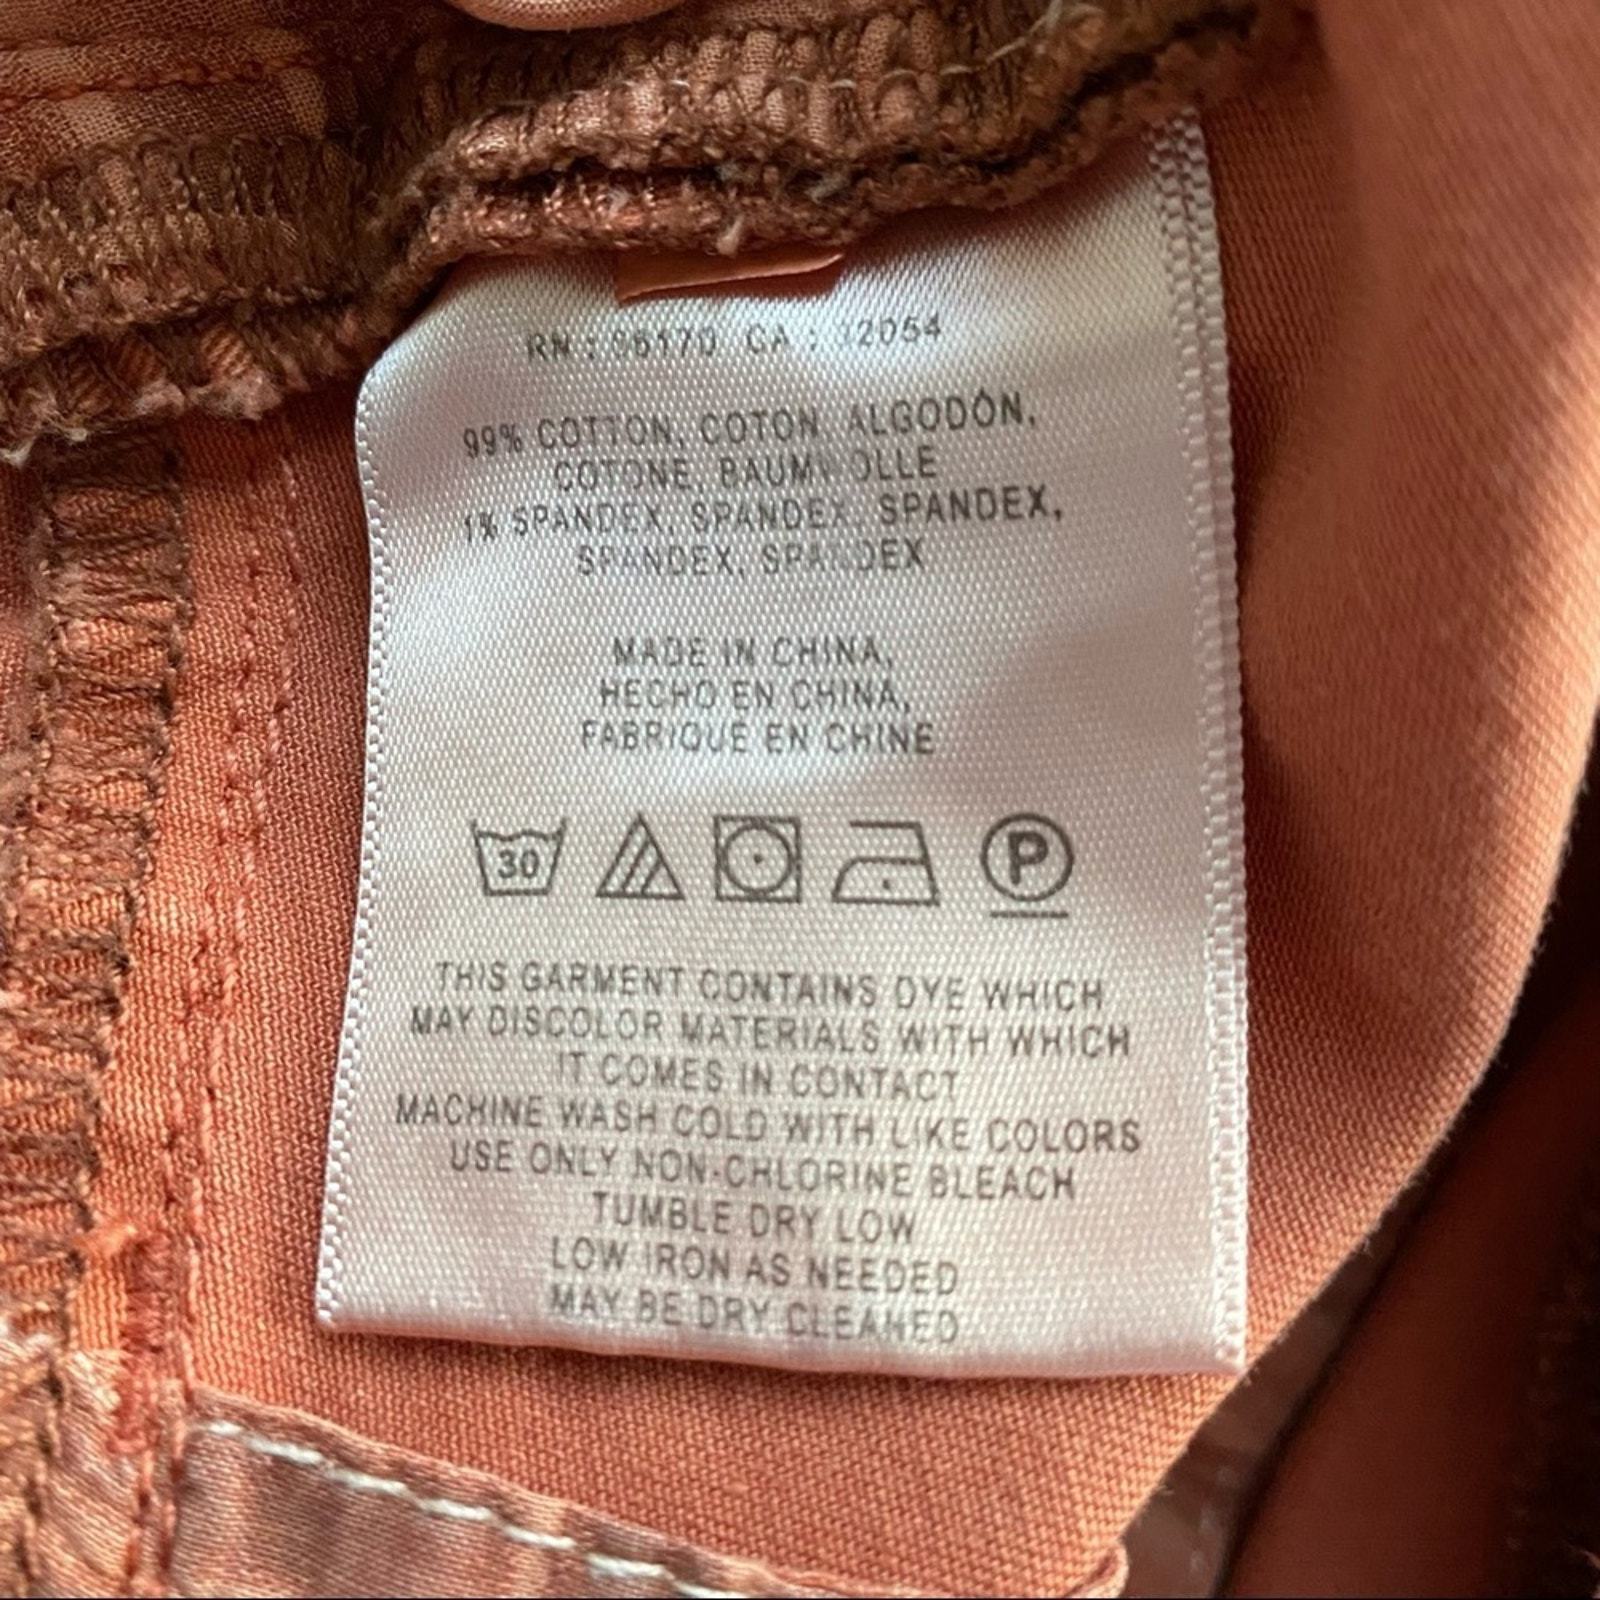 RN : 96170 CA :
99% COTTON, COTON, ALGODÓN,
COTONE, BAUMWOLLE
1% SPANDEX, SPANDEX, SPANDEX,
SPANDEX, SPANDEX
MADE IN CHINA,
HECHO EN CHINA,
FABRIQUE EN CHINE
30 P
THIS GARMENT CONTAINS DYE WHICH
MAY DISCOLOR MATERIALS WITH WHICH
IT COMES IN CONTACT
MACHINE WASH COLD WITH LIKE COLORS
USE ONLY NON-CHLORINE BLEACH
TUMBLE DRY LOW
LOW IRON AS NEEDED
MAY BE DRY CLEANED